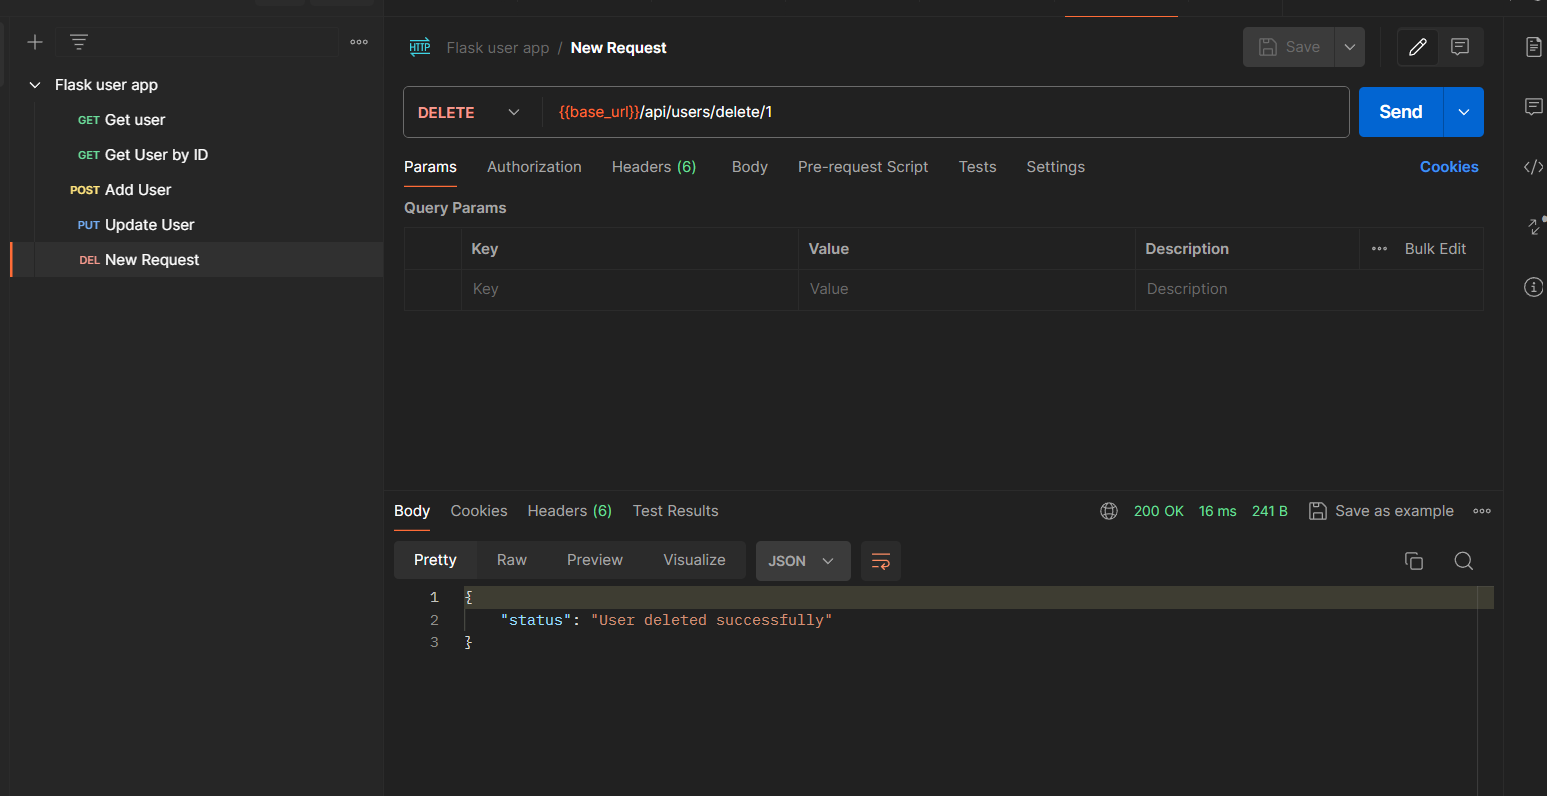 HTTP Flask user app / New Request
Save
Flask user app
GET Get user
GET Get User by ID
POST Add User
PUT Update User
DEL New Request
DELETE {{base_url}}/api/users/delete/1
Send
Params Authorization Headers (6) Body Pre-request Script Tests Settings
Cookies
Query Params
Key Value Description Bulk Edit
Key Value Description
Body Cookies Headers (6) Test Results
200 OK 16 ms 241 B Save as example
Pretty Raw Preview Visualize JSON
1 {
2 "status": "User deleted successfully"
3 }